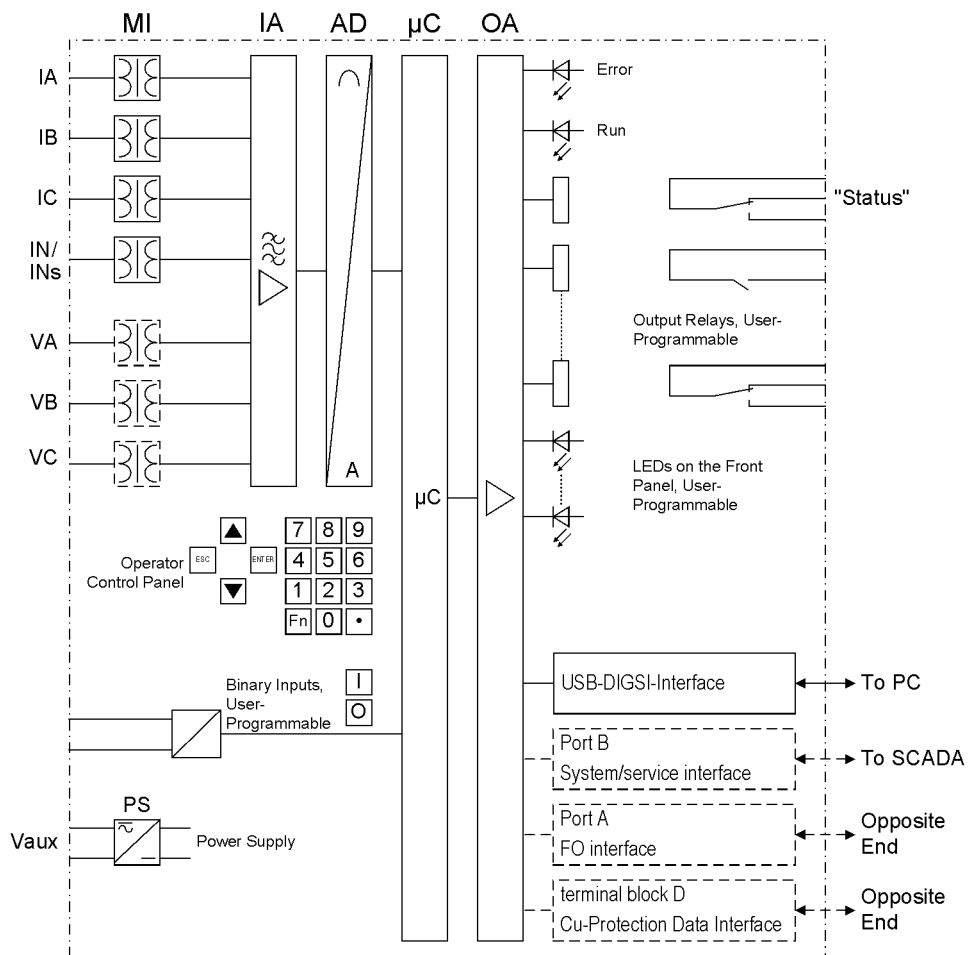 MI IA AD µC OA
IA
IB
IC
IN/
INs
VA
VB
VC
A
µC
Error
Run
"Status"
Output Relays, User-
Programmable
LEDs on the Front
Panel, User-
Programmable
Operator
Control Panel
ESC
ENTER
7 8 9
4 5 6
1 2 3
Fn 0 •
I
O
Binary Inputs,
User-
Programmable
PS
Vaux
Power Supply
USB-DIGSI-Interface
To PC
Port B
System/service interface
To SCADA
Port A
FO interface
Opposite
End
terminal block D
Cu-Protection Data Interface
Opposite
End